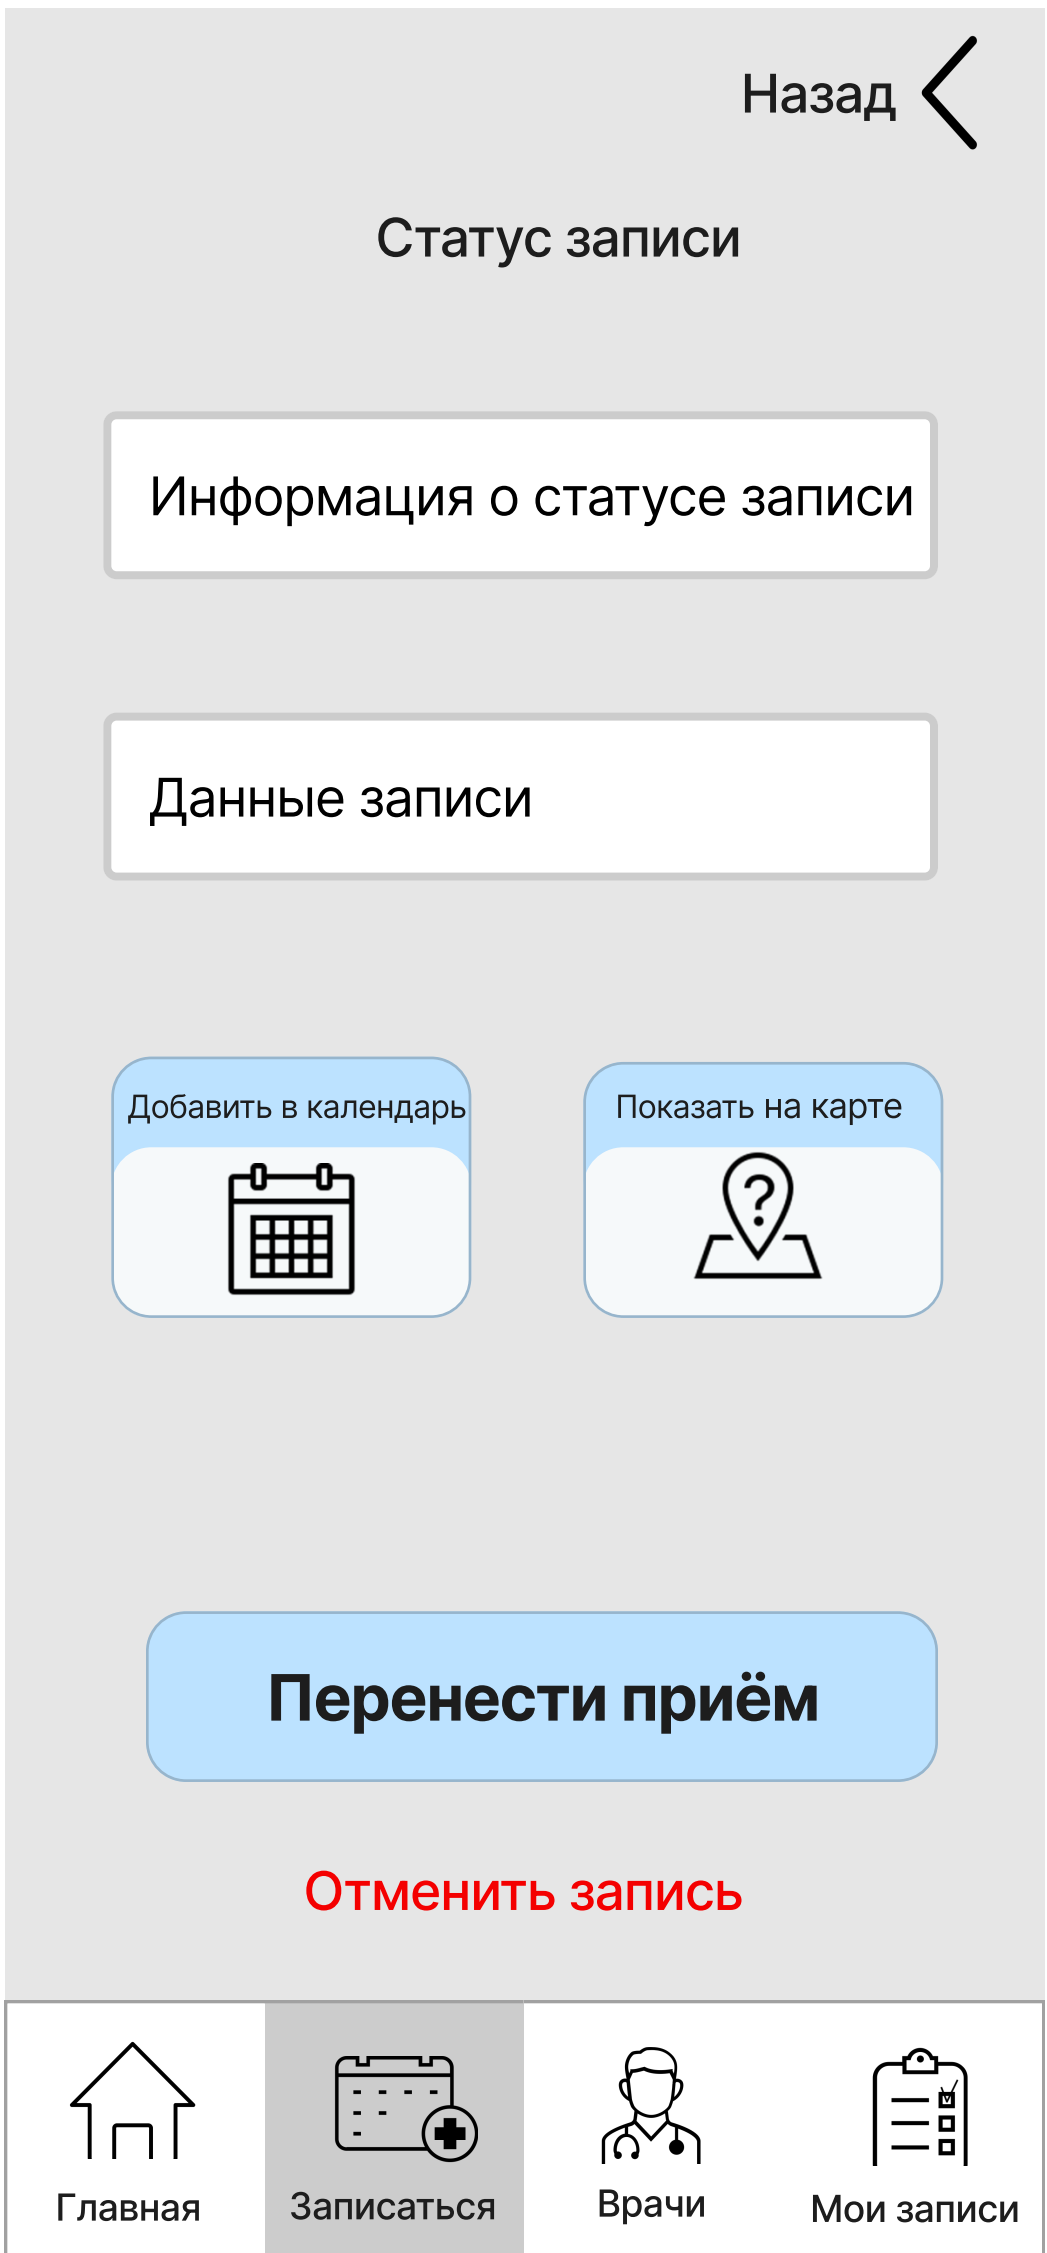 Назад
Статус записи
Информация о статусе записи
Данные записи
Добавить в календарь
Показать на карте
?
Перенести приём
Отменить запись
Главная
Записаться
Врачи
Мои записи